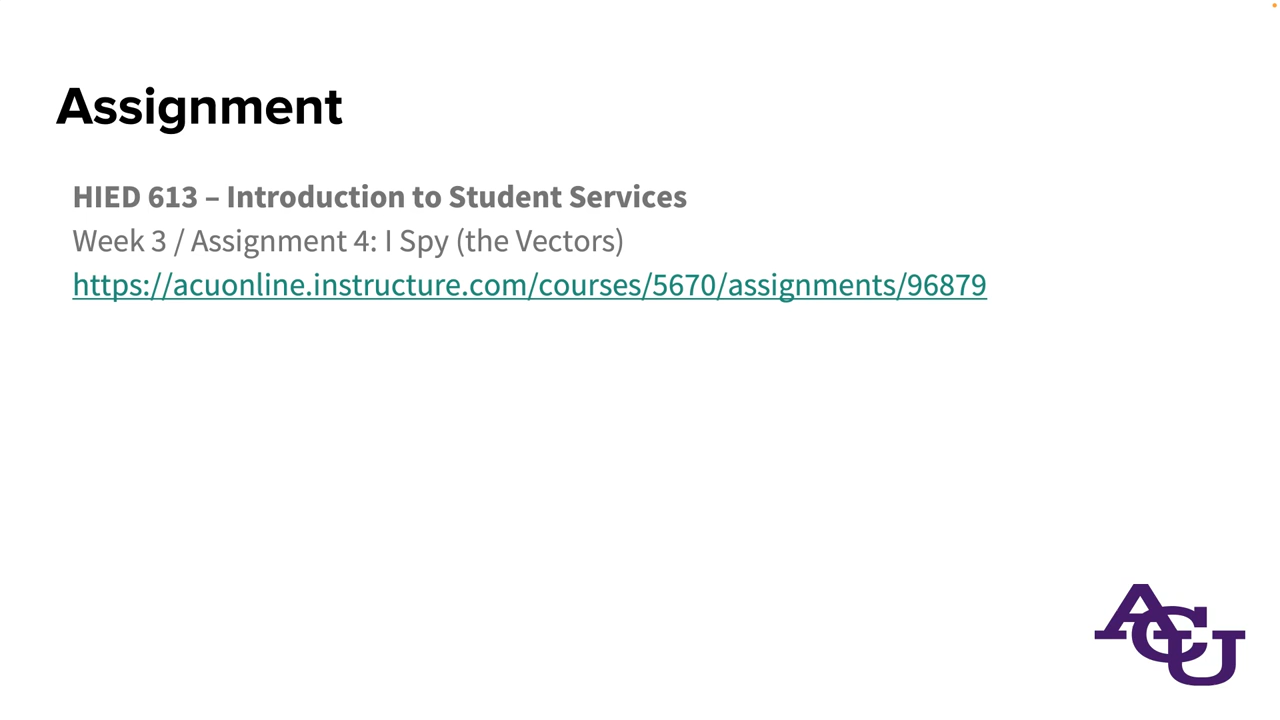 Assignment
HIED 613 – Introduction to Student Services
Week 3 / Assignment 4: I Spy (the Vectors)
https://acuonline.instructure.com/courses/5670/assignments/96879
ACU